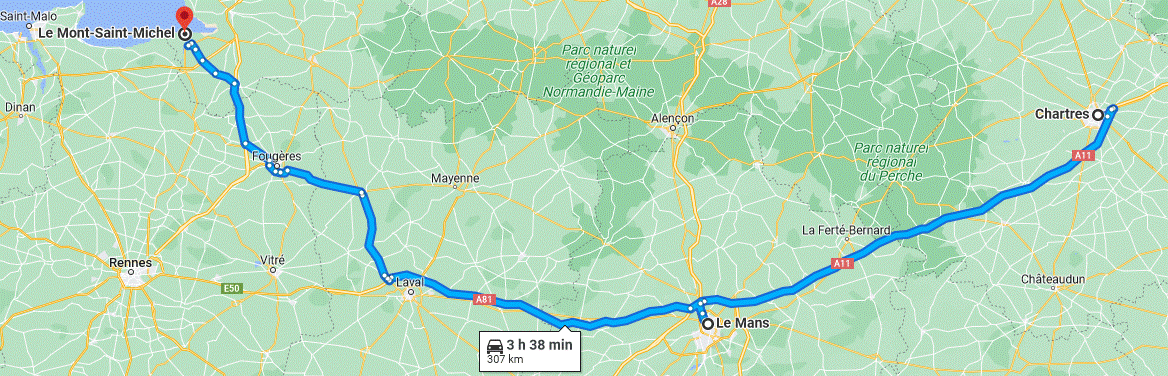 A28
Saint-Malo
Le Mont-Saint-Michel
Parc naturel
régional et
Géoparc
Normandie-Maine
Dinan
Alençon
Chartres
Fougères
A11
Parc naturel
régional
du Perche
Mayenne
La Ferté-Bernard
Rennes
Vitré
A11
Laval
E50
Châteaudun
A81
Le Mans
3 h 38 min
307 km